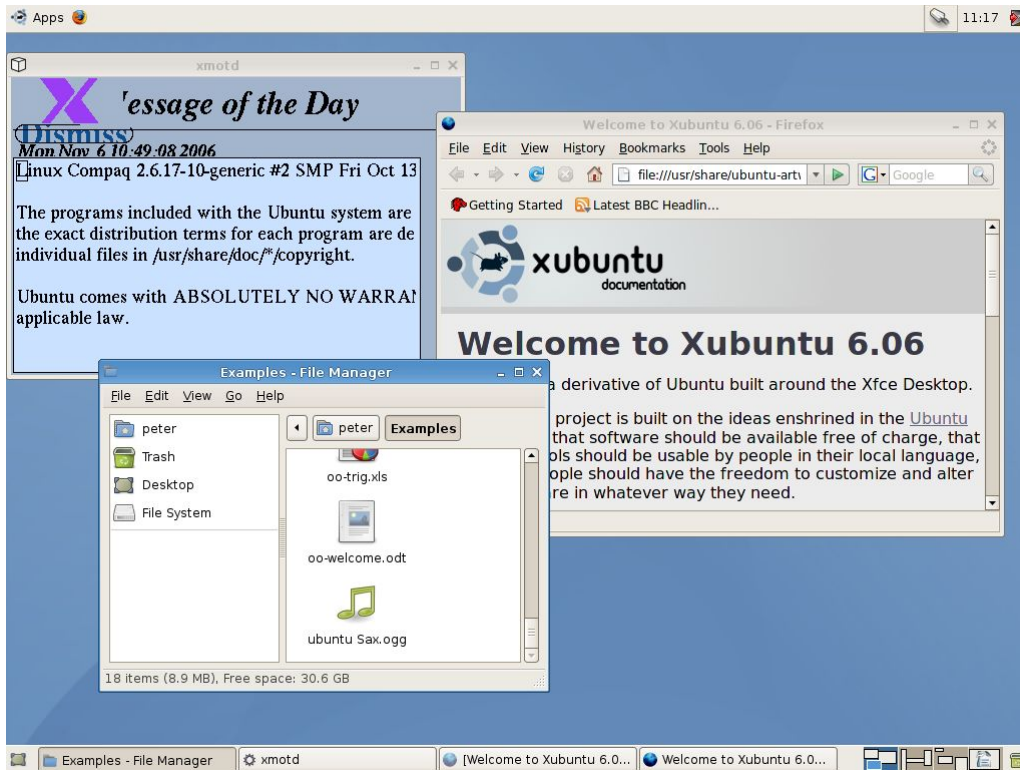 Apps
11:17
xmotd
'essage of the Day
Dismiss
Mon Nov 6 10:49:08 2006
Linux Compaq 2.6.17-10-generic #2 SMP Fri Oct 13
The programs included with the Ubuntu system are
the exact distribution terms for each program are de
individual files in /usr/share/doc/*/copyright.
Ubuntu comes with ABSOLUTELY NO WARRAN
applicable law.
Welcome to Xubuntu 6.06 - Firefox
File Edit View History Bookmarks Tools Help
file:///usr/share/ubuntu-artv
G
Google
Getting Started Latest BBC Headlin...
xubuntu
documentation
Welcome to Xubuntu 6.06
a derivative of Ubuntu built around the Xfce Desktop.
project is built on the ideas enshrined in the Ubuntu
that software should be available free of charge, that
ols should be usable by people in their local language,
ople should have the freedom to customize and alter
re in whatever way they need.
Examples - File Manager
File Edit View Go Help
peter
Trash
Desktop
File System
peter Examples
oo-trig.xls
oo-welcome.odt
ubuntu Sax.ogg
18 items (8.9 MB), Free space: 30.6 GB
Examples - File Manager
xmotd
[Welcome to Xubuntu 6.0...
Welcome to Xubuntu 6.0...